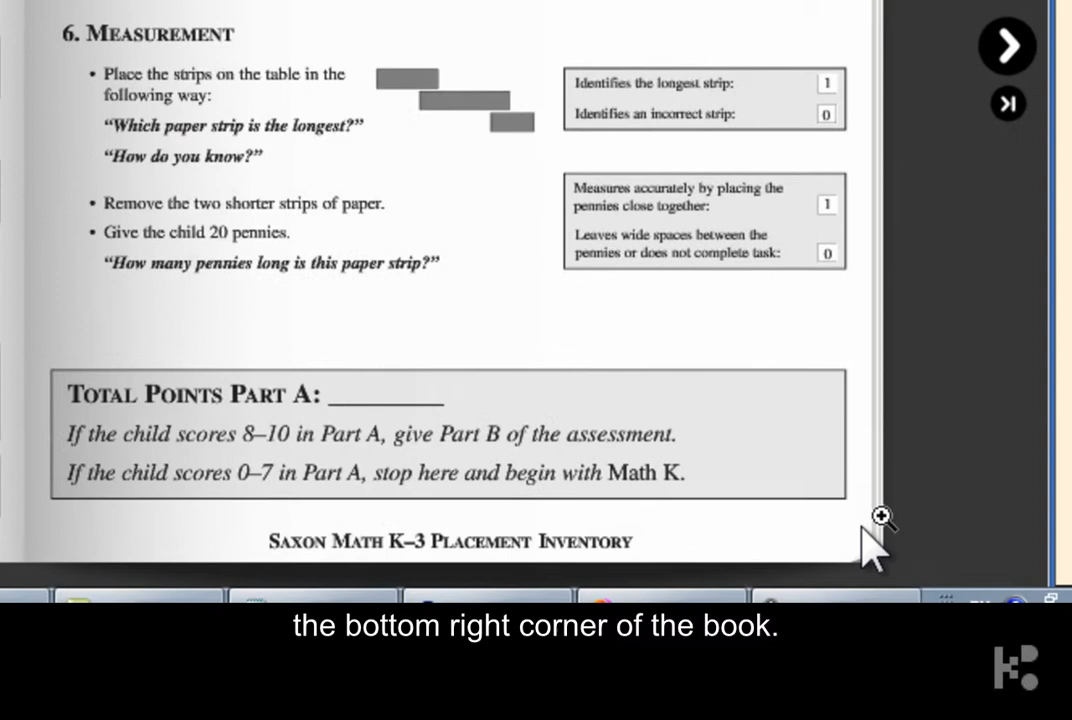 6. MEASUREMENT
• Place the strips on the table in the
following way:
“Which paper strip is the longest?”
“How do you know?”
Identifies the longest strip: 1
Identifies an incorrect strip: 0
• Remove the two shorter strips of paper.
• Give the child 20 pennies.
“How many pennies long is this paper strip?”
Measures accurately by placing the
pennies close together: 1
Leaves wide spaces between the
pennies or does not complete task: 0
TOTAL POINTS PART A: __________
If the child scores 8–10 in Part A, give Part B of the assessment.
If the child scores 0–7 in Part A, stop here and begin with Math K.
SAXON MATH K–3 PLACEMENT INVENTORY
the bottom right corner of the book.